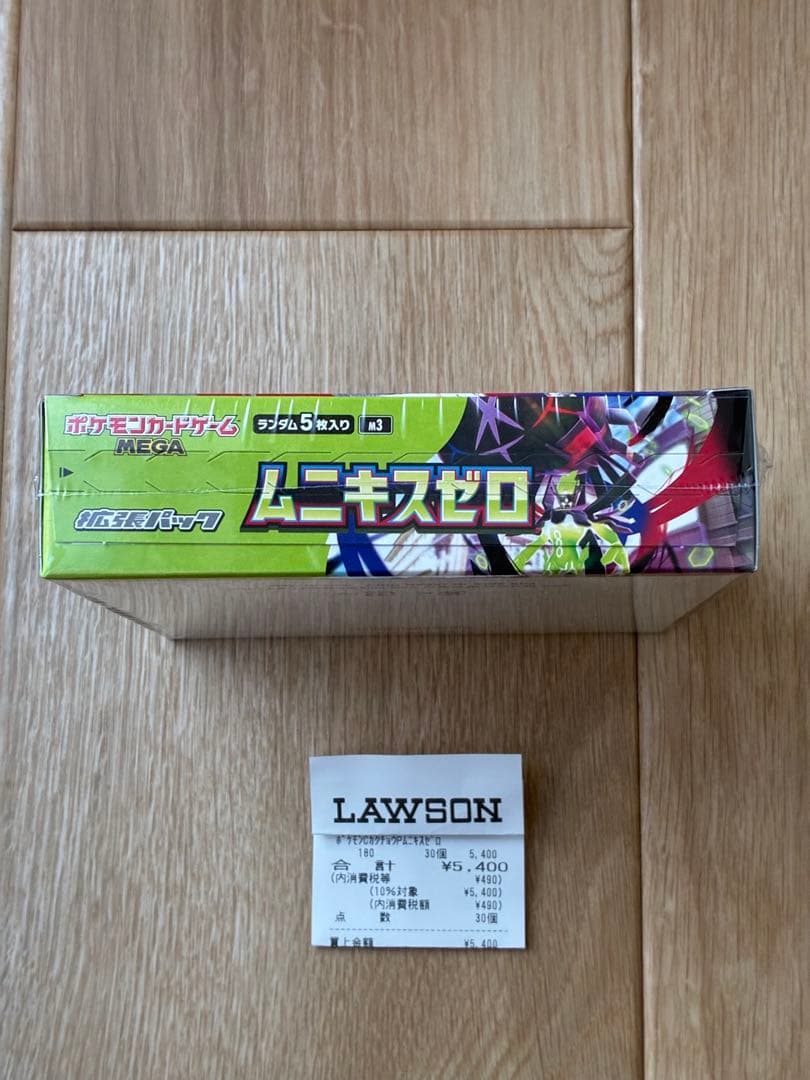 ポケモンカードゲーム
MEGA
ランダム5枚入り M3
拡張パック
ムニキスゼロ
LAWSON
ポケモンCカクチョウPムニキスゼロ
180 30個 5,400
合 計 ¥5,400
(内消費税等 ¥490)
(10%対象 ¥5,400)
(内消費税額 ¥490)
点 数 30個
買上金額 ¥5,400